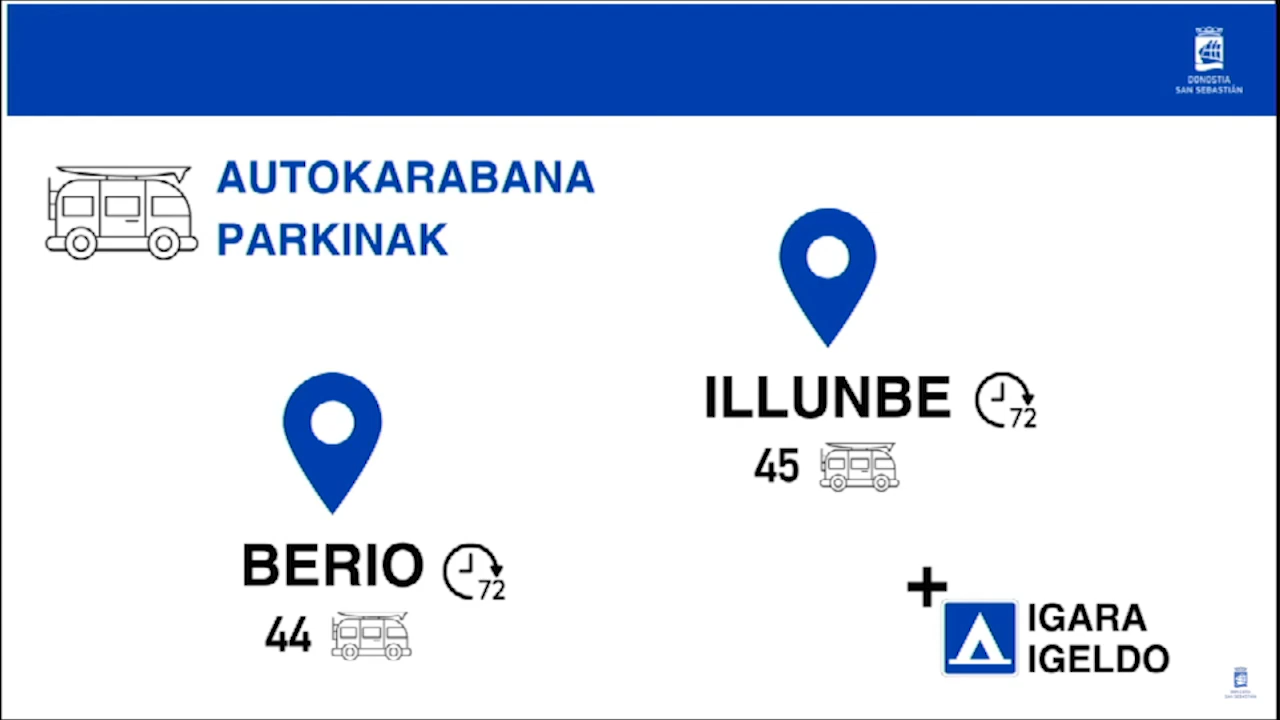 DONOSTIA
SAN SEBASTIÁN
AUTOKARABANA
PARKINAK
ILLUNBE 72
45
BERIO 72
44
+
IGARA
IGELDO